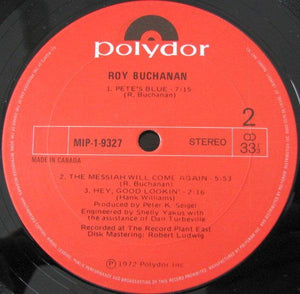 polydor
ROY BUCHANAN
1. PETE'S BLUE - 7:15
(R. Buchanan)
2
MIP-1-9327
STEREO
33⅓
MADE IN CANADA
2. THE MESSIAH WILL COME AGAIN - 5:53
(R. Buchanan)
3. HEY, GOOD LOOKIN' - 2:16
(Hank Williams)
Produced by Peter K. Seigel
Engineered by Shelly Yakus with
the assistance of Dan Turbeville.
Recorded at The Record Plant East
Disk Mastering: Robert Ludwig
℗ 1972 Polydor Inc.